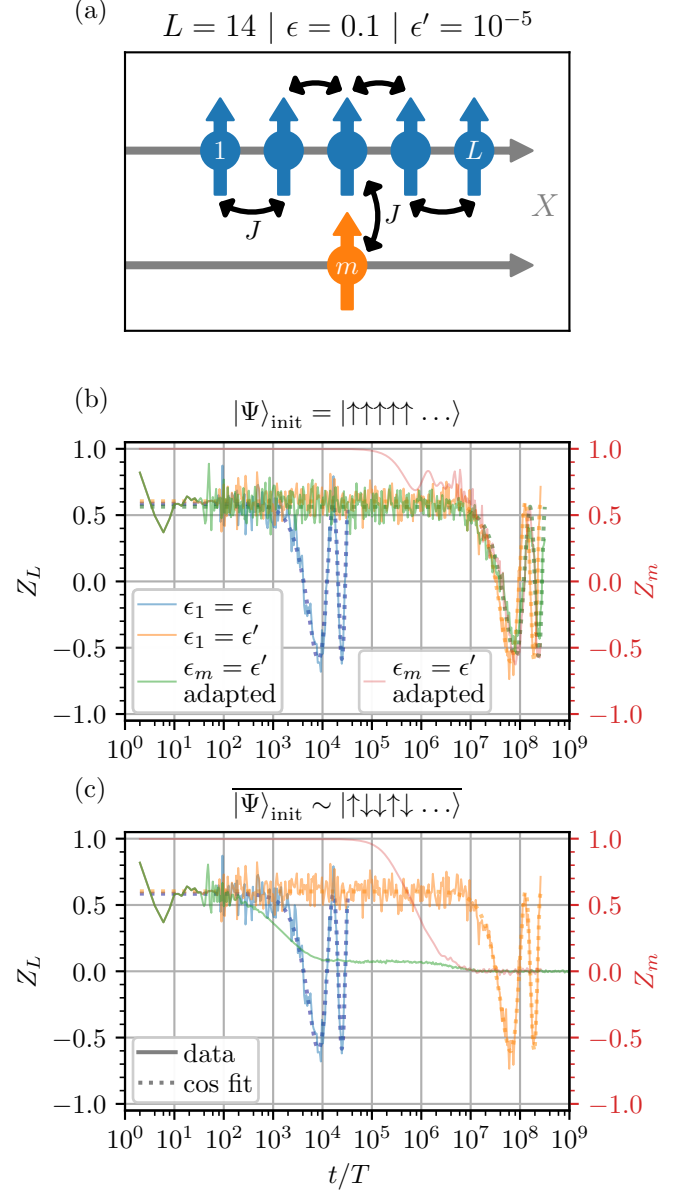 (a)
L = 14 | ϵ = 0.1 | ϵ′ = 10⁻⁵
1
L
J
J
X
m
(b)
|Ψ⟩init = |↑↑↑↑↑ …⟩
1.0
0.5
0.0
−0.5
−1.0
Z_L
1.0
0.5
0.0
−0.5
−1.0
Z_m
ϵ₁ = ϵ
ϵ₁ = ϵ′
ϵₘ = ϵ′
adapted
ϵₘ = ϵ′
adapted
10⁰ 10¹ 10² 10³ 10⁴ 10⁵ 10⁶ 10⁷ 10⁸ 10⁹
(c)
|Ψ⟩init ∼ |↑↓↓↑↓ …⟩
1.0
0.5
0.0
−0.5
−1.0
Z_L
1.0
0.5
0.0
−0.5
−1.0
Z_m
data
cos fit
10⁰ 10¹ 10² 10³ 10⁴ 10⁵ 10⁶ 10⁷ 10⁸ 10⁹
t/T